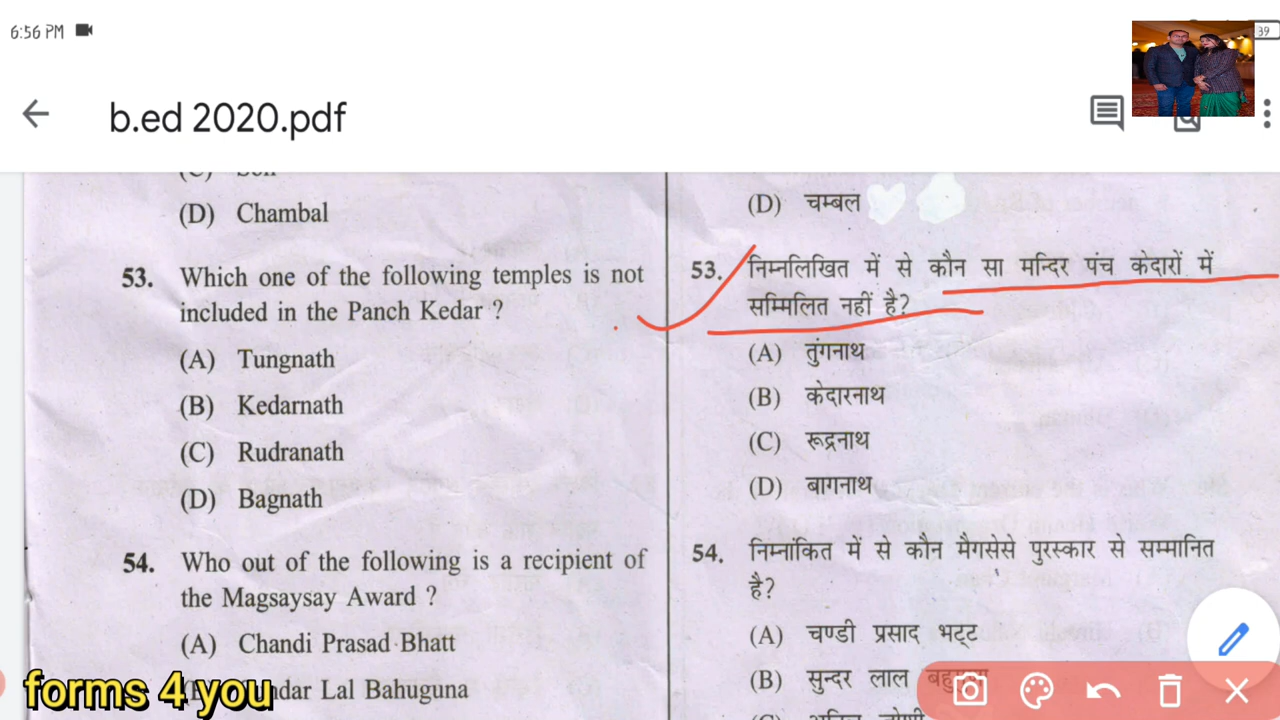 6:56 PM
39
b.ed 2020.pdf
(D) Chambal
53. Which one of the following temples is not
included in the Panch Kedar ?
(A) Tungnath
(B) Kedarnath
(C) Rudranath
(D) Bagnath
54. Who out of the following is a recipient of
the Magsaysay Award ?
(A) Chandi Prasad Bhatt
Lal Bahuguna
(D) चम्बल
53. निम्नलिखित में से कौन सा मन्दिर पंच केदारों में
सम्मिलित नहीं है?
(A) तुंगनाथ
(B) केदारनाथ
(C) रूद्रनाथ
(D) बागनाथ
54. निम्नांकित में से कौन मैगसेसे पुरस्कार से सम्मानित
है?
(A) चण्डी प्रसाद भट्ट
(B) सुन्दर लाल
forms 4 you